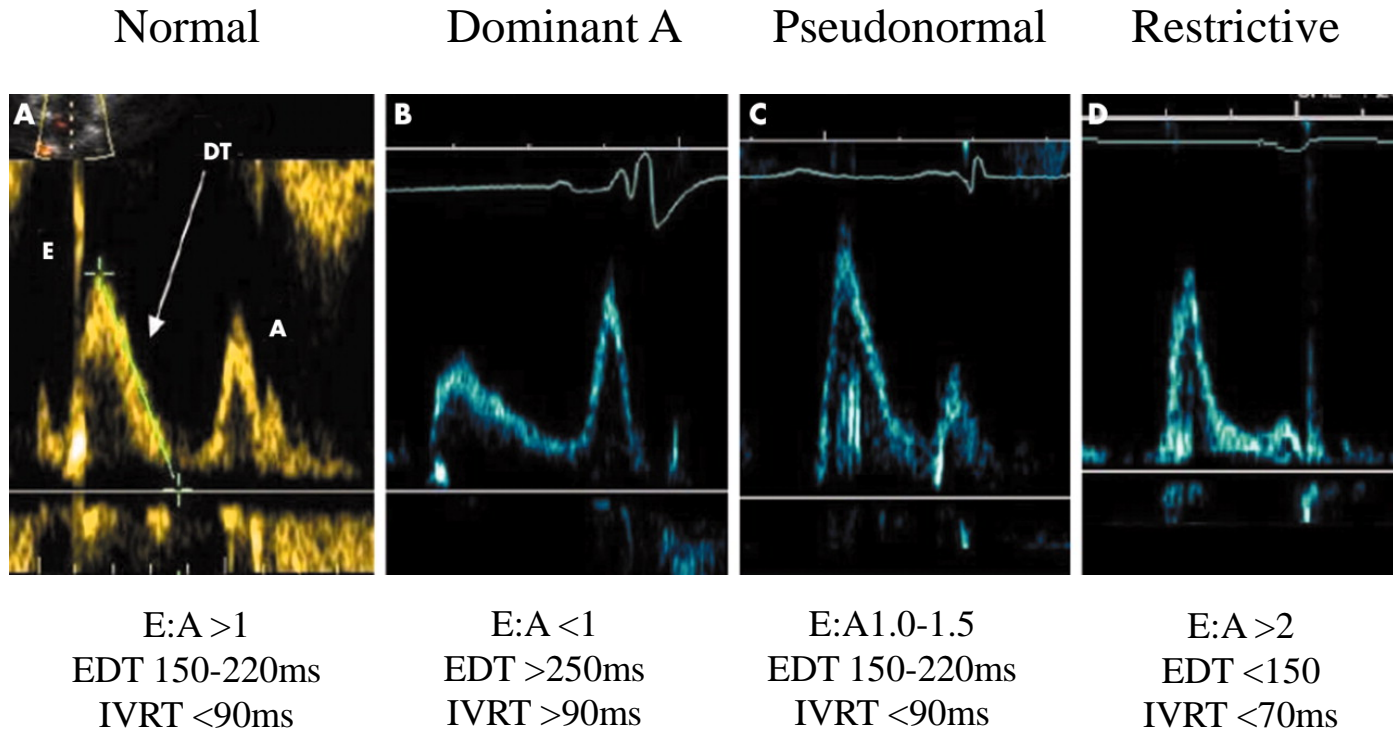 Normal
Dominant A
Pseudonormal
Restrictive
A
DT
E
A
B
C
D
E:A >1
EDT 150-220ms
IVRT <90ms
E:A <1
EDT >250ms
IVRT >90ms
E:A1.0-1.5
EDT 150-220ms
IVRT <90ms
E:A >2
EDT <150
IVRT <70ms